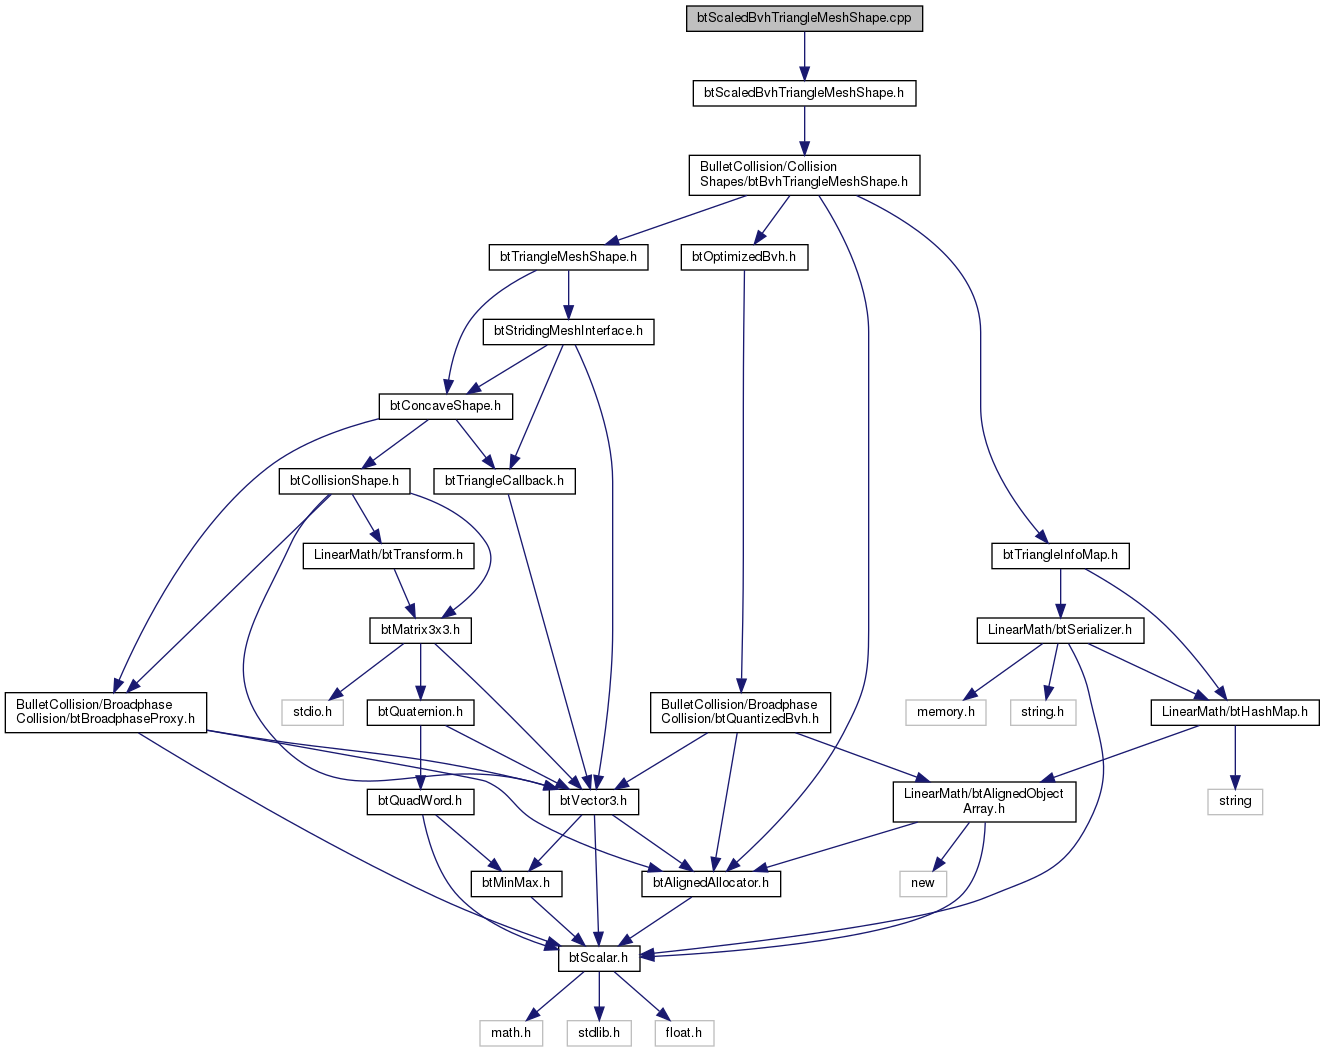 btScaledBvhTriangleMeshShape.cpp
btScaledBvhTriangleMeshShape.h
BulletCollision/Collision
Shapes/btBvhTriangleMeshShape.h
btTriangleMeshShape.h
btOptimizedBvh.h
btStridingMeshInterface.h
btConcaveShape.h
btCollisionShape.h
btTriangleCallback.h
LinearMath/btTransform.h
btTriangleInfoMap.h
btMatrix3x3.h
LinearMath/btSerializer.h
BulletCollision/Broadphase
Collision/btBroadphaseProxy.h
stdio.h
btQuaternion.h
BulletCollision/Broadphase
Collision/btQuantizedBvh.h
memory.h
string.h
LinearMath/btHashMap.h
btQuadWord.h
btVector3.h
LinearMath/btAlignedObject
Array.h
string
btMinMax.h
btAlignedAllocator.h
new
btScalar.h
math.h
stdlib.h
float.h